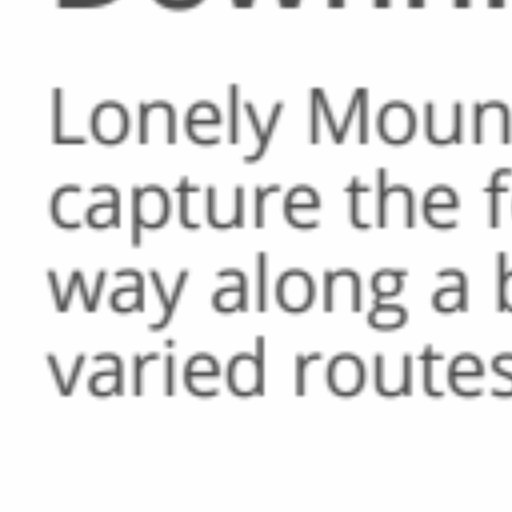 Lonely Moun
capture the f
way along a b
varied routes